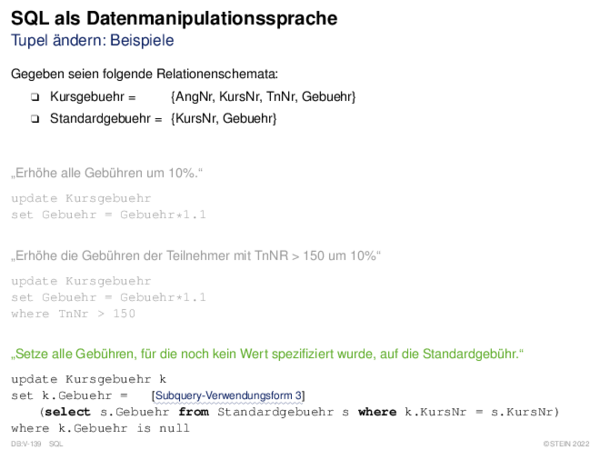 SQL als Datenmanipulationssprache
Tupel ändern: Beispiele
Gegeben seien folgende Relationenschemata:
❑ Kursgebuehr = {AngNr, KursNr, TnNr, Gebuehr}
❑ Standardgebuehr = {KursNr, Gebuehr}
„Erhöhe alle Gebühren um 10%.“
update Kursgebuehr
set Gebuehr = Gebuehr*1.1
„Erhöhe die Gebühren der Teilnehmer mit TnNR > 150 um 10%“
update Kursgebuehr
set Gebuehr = Gebuehr*1.1
where TnNr > 150
„Setze alle Gebühren, für die noch kein Wert spezifiziert wurde, auf die Standardgebühr.“
update Kursgebuehr k
set k.Gebuehr = [Subquery-Verwendungsform 3]
(select s.Gebuehr from Standardgebuehr s where k.KursNr = s.KursNr)
where k.Gebuehr is null
DB:V-139 SQL ©STEIN 2022